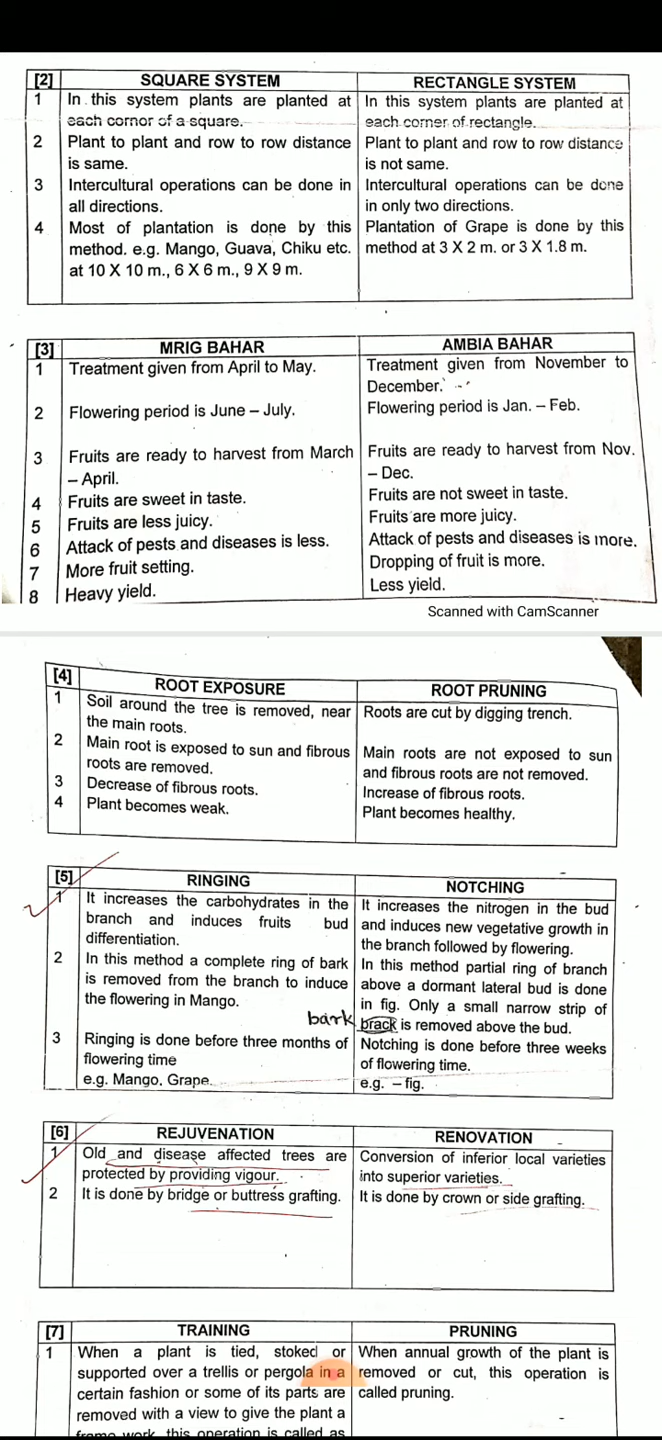 [2] SQUARE SYSTEM RECTANGLE SYSTEM
1 In this system plants are planted at each cornor of a square. In this system plants are planted at each corner of rectangle.
2 Plant to plant and row to row distance is same. Plant to plant and row to row distance is not same.
3 Intercultural operations can be done in all directions. Intercultural operations can be done in only two directions.
4 Most of plantation is done by this method. e.g. Mango, Guava, Chiku etc. at 10 X 10 m., 6 X 6 m., 9 X 9 m. Plantation of Grape is done by this method at 3 X 2 m. or 3 X 1.8 m.
[3] MRIG BAHAR AMBIA BAHAR
1 Treatment given from April to May. Treatment given from November to December.
2 Flowering period is June – July. Flowering period is Jan. – Feb.
3 Fruits are ready to harvest from March – April. Fruits are ready to harvest from Nov. – Dec.
4 Fruits are sweet in taste. Fruits are not sweet in taste.
5 Fruits are less juicy. Fruits are more juicy.
6 Attack of pests and diseases is less. Attack of pests and diseases is more.
7 More fruit setting. Dropping of fruit is more.
8 Heavy yield. Less yield.
Scanned with CamScanner
[4] ROOT EXPOSURE ROOT PRUNING
1 Soil around the tree is removed, near the main roots. Roots are cut by digging trench.
2 Main root is exposed to sun and fibrous roots are removed. Main roots are not exposed to sun and fibrous roots are not removed.
3 Decrease of fibrous roots. Increase of fibrous roots.
4 Plant becomes weak. Plant becomes healthy.
[5] RINGING NOTCHING
1 It increases the carbohydrates in the branch and induces fruits bud differentiation. It increases the nitrogen in the bud and induces new vegetative growth in the branch followed by flowering.
2 In this method a complete ring of bark is removed from the branch to induce the flowering in Mango. In this method partial ring of branch above a dormant lateral bud is done in fig. Only a small narrow strip of brack is removed above the bud.
bark
3 Ringing is done before three months of flowering time e.g. Mango, Grape. Notching is done before three weeks of flowering time. e.g. – fig.
[6] REJUVENATION RENOVATION
1 Old and disease affected trees are protected by providing vigour. Conversion of inferior local varieties into superior varieties.
2 It is done by bridge or buttress grafting. It is done by crown or side grafting.
[7] TRAINING PRUNING
1 When a plant is tied, stoked or supported over a trellis or pergola in a certain fashion or some of its parts are removed with a view to give the plant a frame work, this operation is called as When annual growth of the plant is removed or cut, this operation is called pruning.